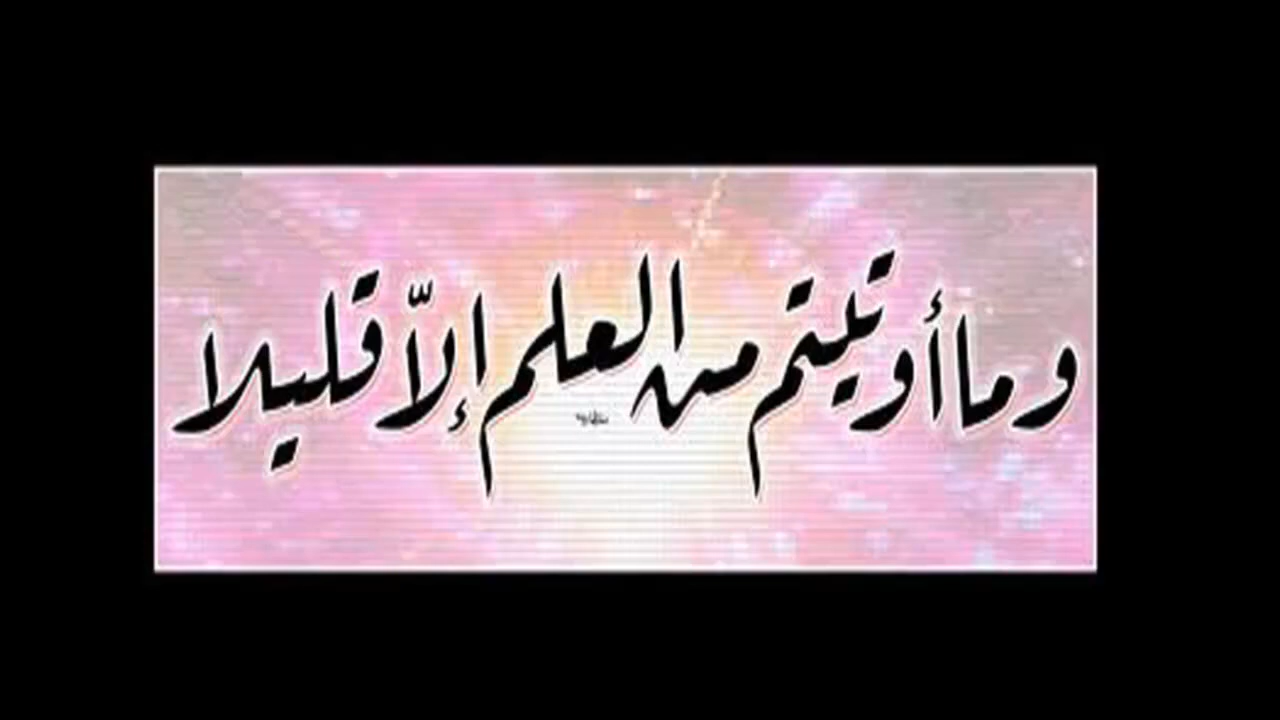 وما أوتيتم من العلم إلاّ قليلا